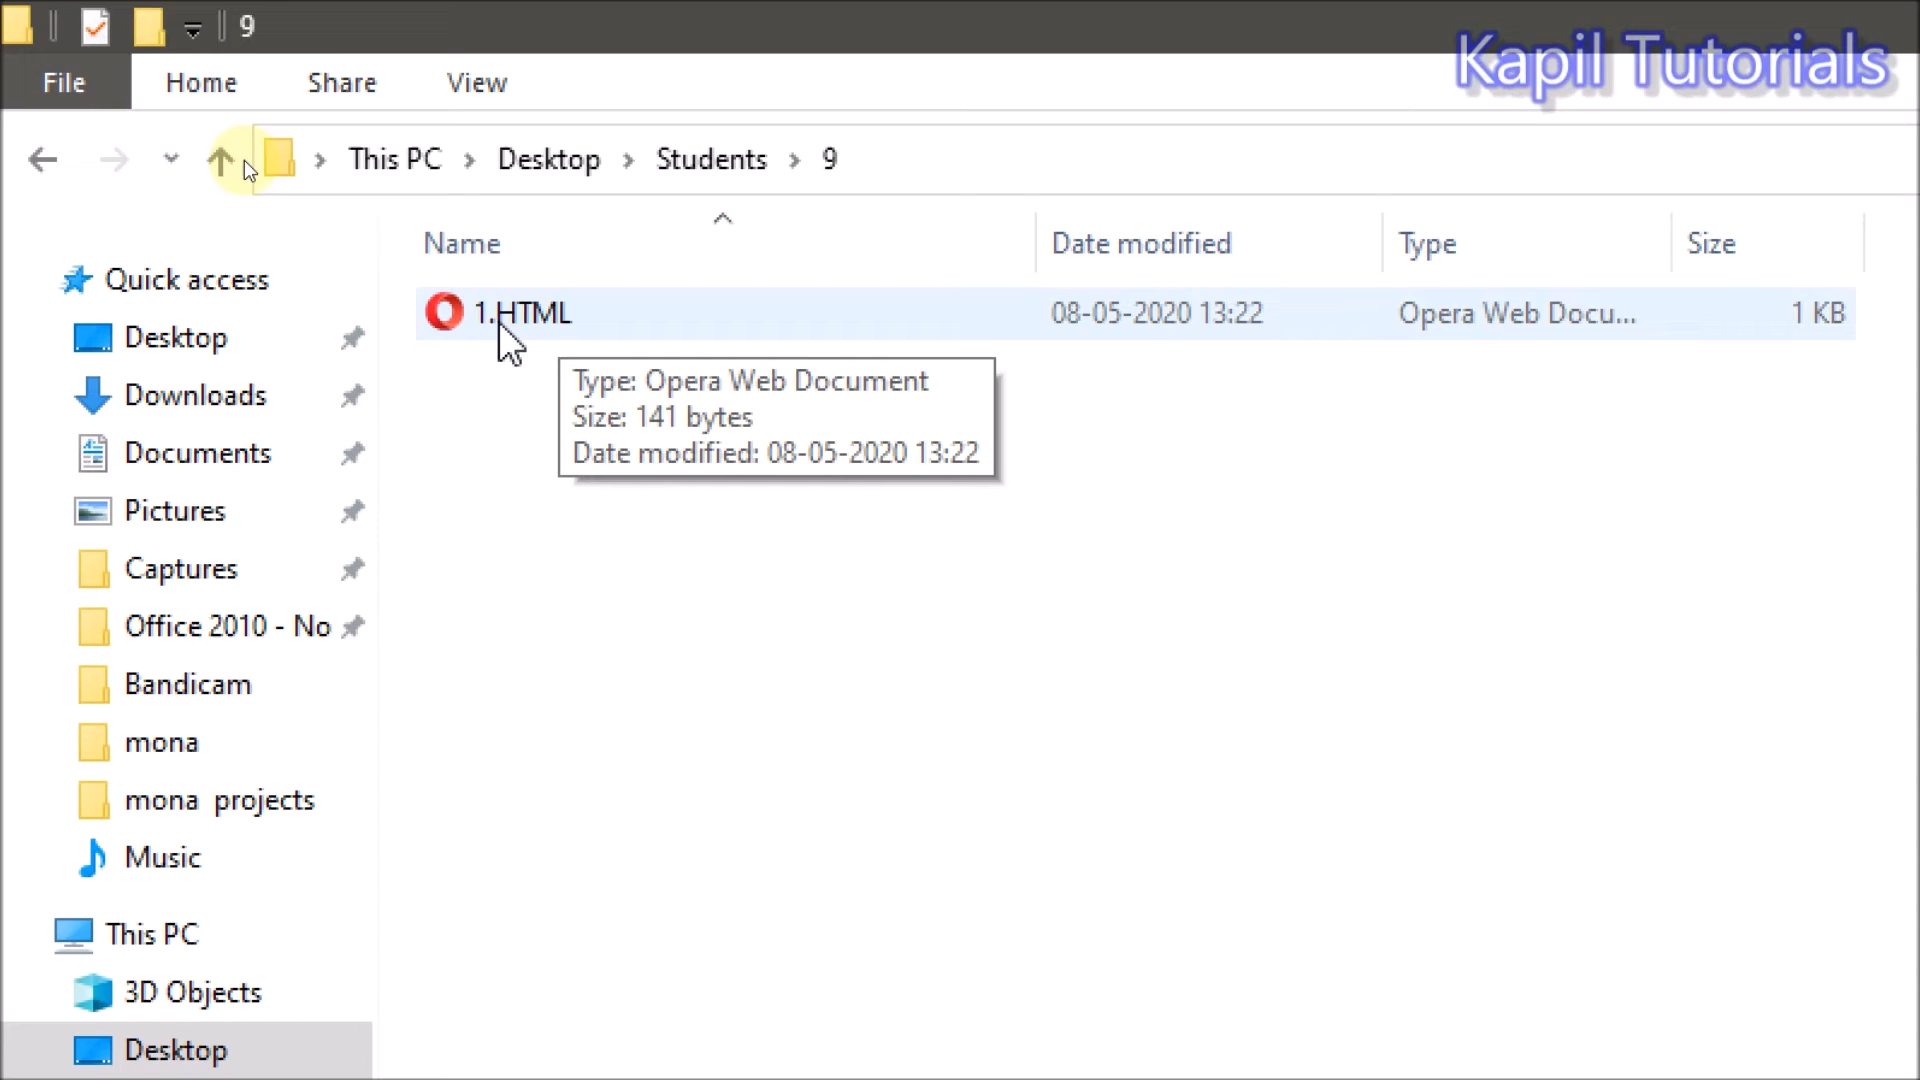 9
Kapil Tutorials
File Home Share View
This PC Desktop Students 9
Name Date modified Type Size
Quick access
1.HTML 08-05-2020 13:22 Opera Web Docu... 1 KB
Desktop
Type: Opera Web Document
Size: 141 bytes
Date modified: 08-05-2020 13:22
Downloads
Documents
Pictures
Captures
Office 2010 - No
Bandicam
mona
mona projects
Music
This PC
3D Objects
Desktop